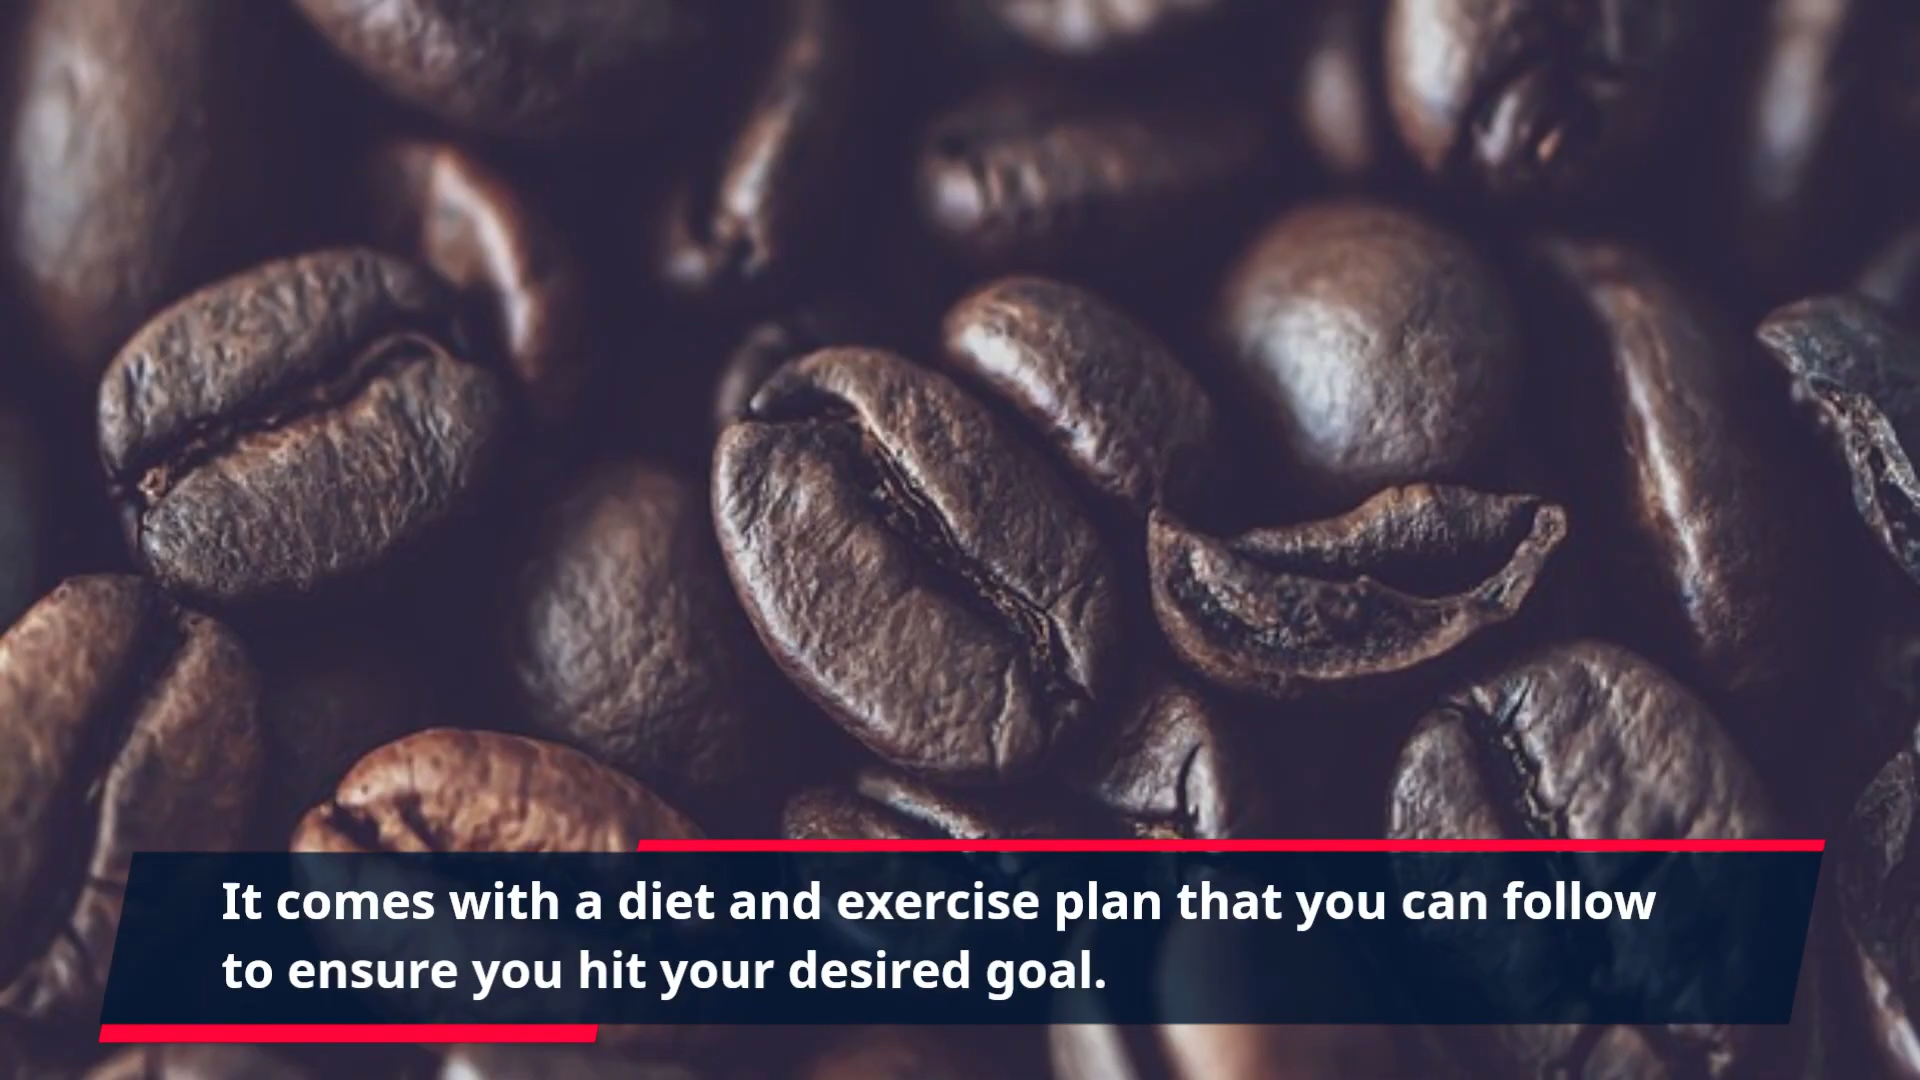 It comes with a diet and exercise plan that you can follow
to ensure you hit your desired goal.